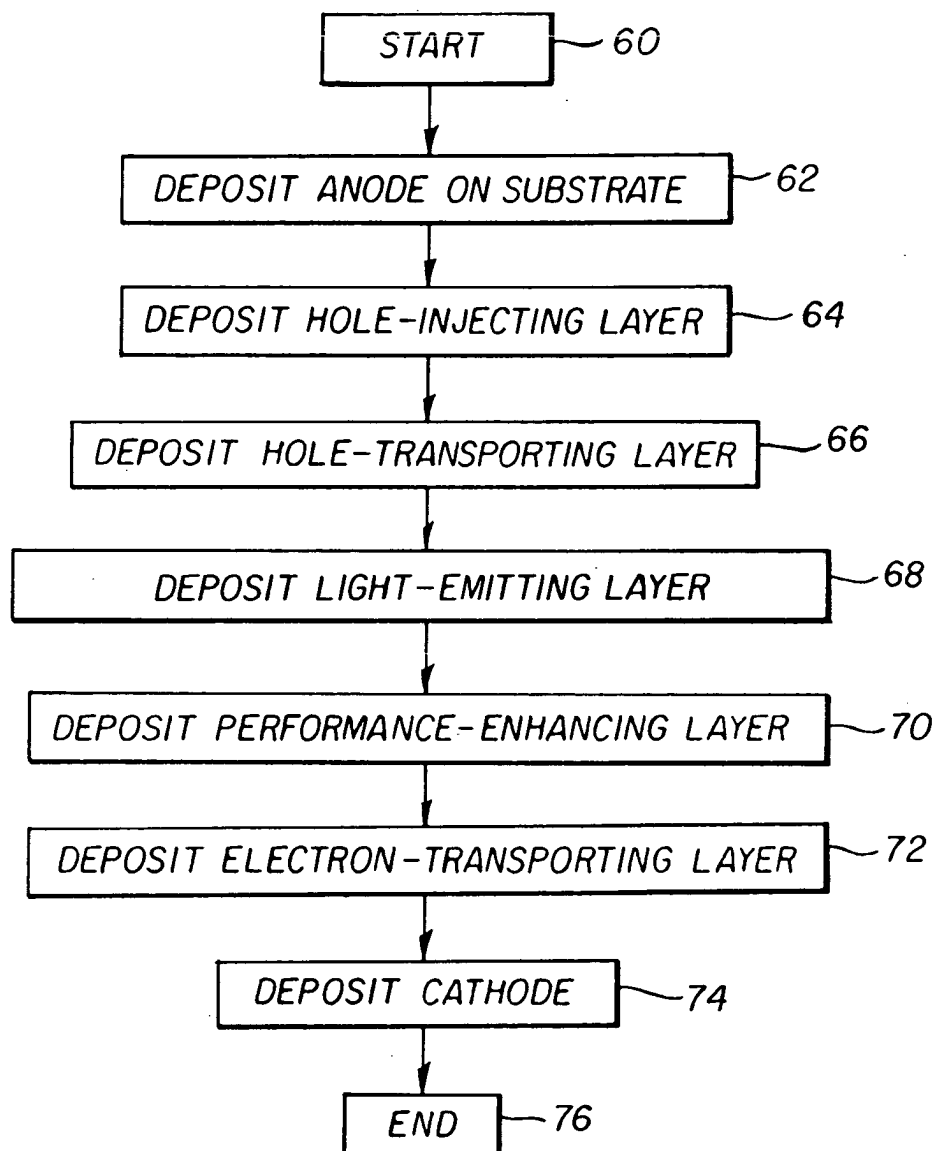 START
60
DEPOSIT ANODE ON SUBSTRATE
62
DEPOSIT HOLE-INJECTING LAYER
64
DEPOSIT HOLE-TRANSPORTING LAYER
66
DEPOSIT LIGHT-EMITTING LAYER
68
DEPOSIT PERFORMANCE-ENHANCING LAYER
70
DEPOSIT ELECTRON-TRANSPORTING LAYER
72
DEPOSIT CATHODE
74
END
76